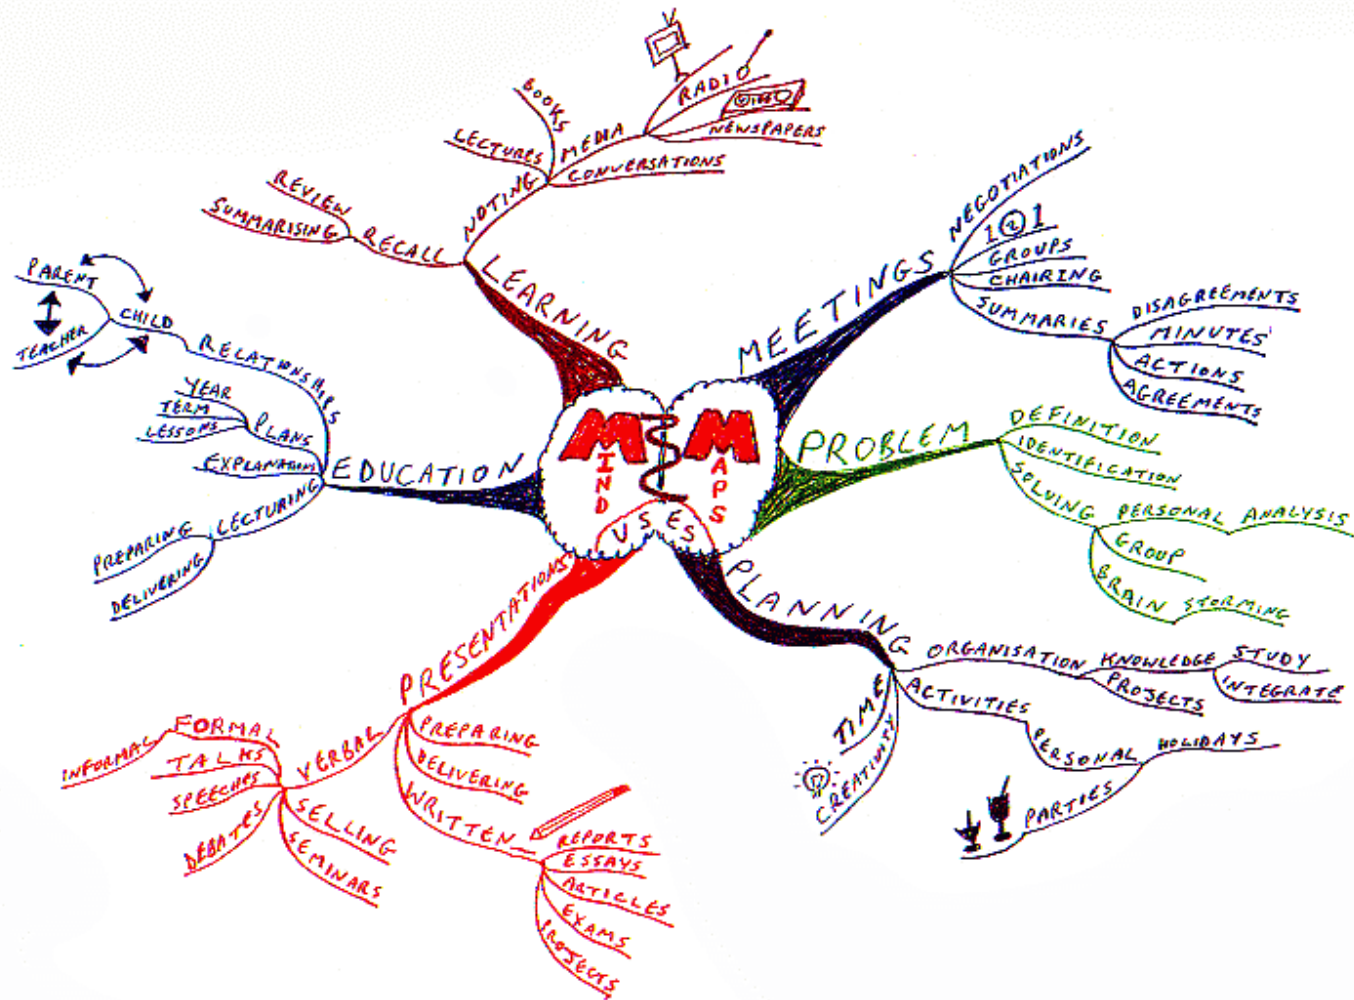 MIND
MAPS
USES
LEARNING
NOTING
BOOKS
LECTURES
MEDIA
RADIO
NEWSPAPERS
CONVERSATIONS
RECALL
REVIEW
SUMMARISING
MEETINGS
NEGOTIATIONS
1 2 1
GROUPS
CHAIRING
SUMMARIES
DISAGREEMENTS
MINUTES
ACTIONS
AGREEMENTS
PROBLEM
DEFINITION
IDENTIFICATION
SOLVING
PERSONAL ANALYSIS
GROUP
BRAIN STORMING
PLANNING
ORGANISATION
KNOWLEDGE
STUDY
INTEGRATE
PROJECTS
ACTIVITIES
PERSONAL
HOLIDAYS
PARTIES
TIME
CREATIVITY
PRESENTATIONS
PREPARING
DELIVERING
WRITTEN
REPORTS
ESSAYS
ARTICLES
EXAMS
PROJECTS
VERBAL
FORMAL
INFORMAL
TALKS
SPEECHES
DEBATES
SELLING
SEMINARS
EDUCATION
RELATIONSHIPS
CHILD
PARENT
TEACHER
PLANS
YEAR
TERM
LESSONS
EXPLANATIONS
LECTURING
PREPARING
DELIVERING